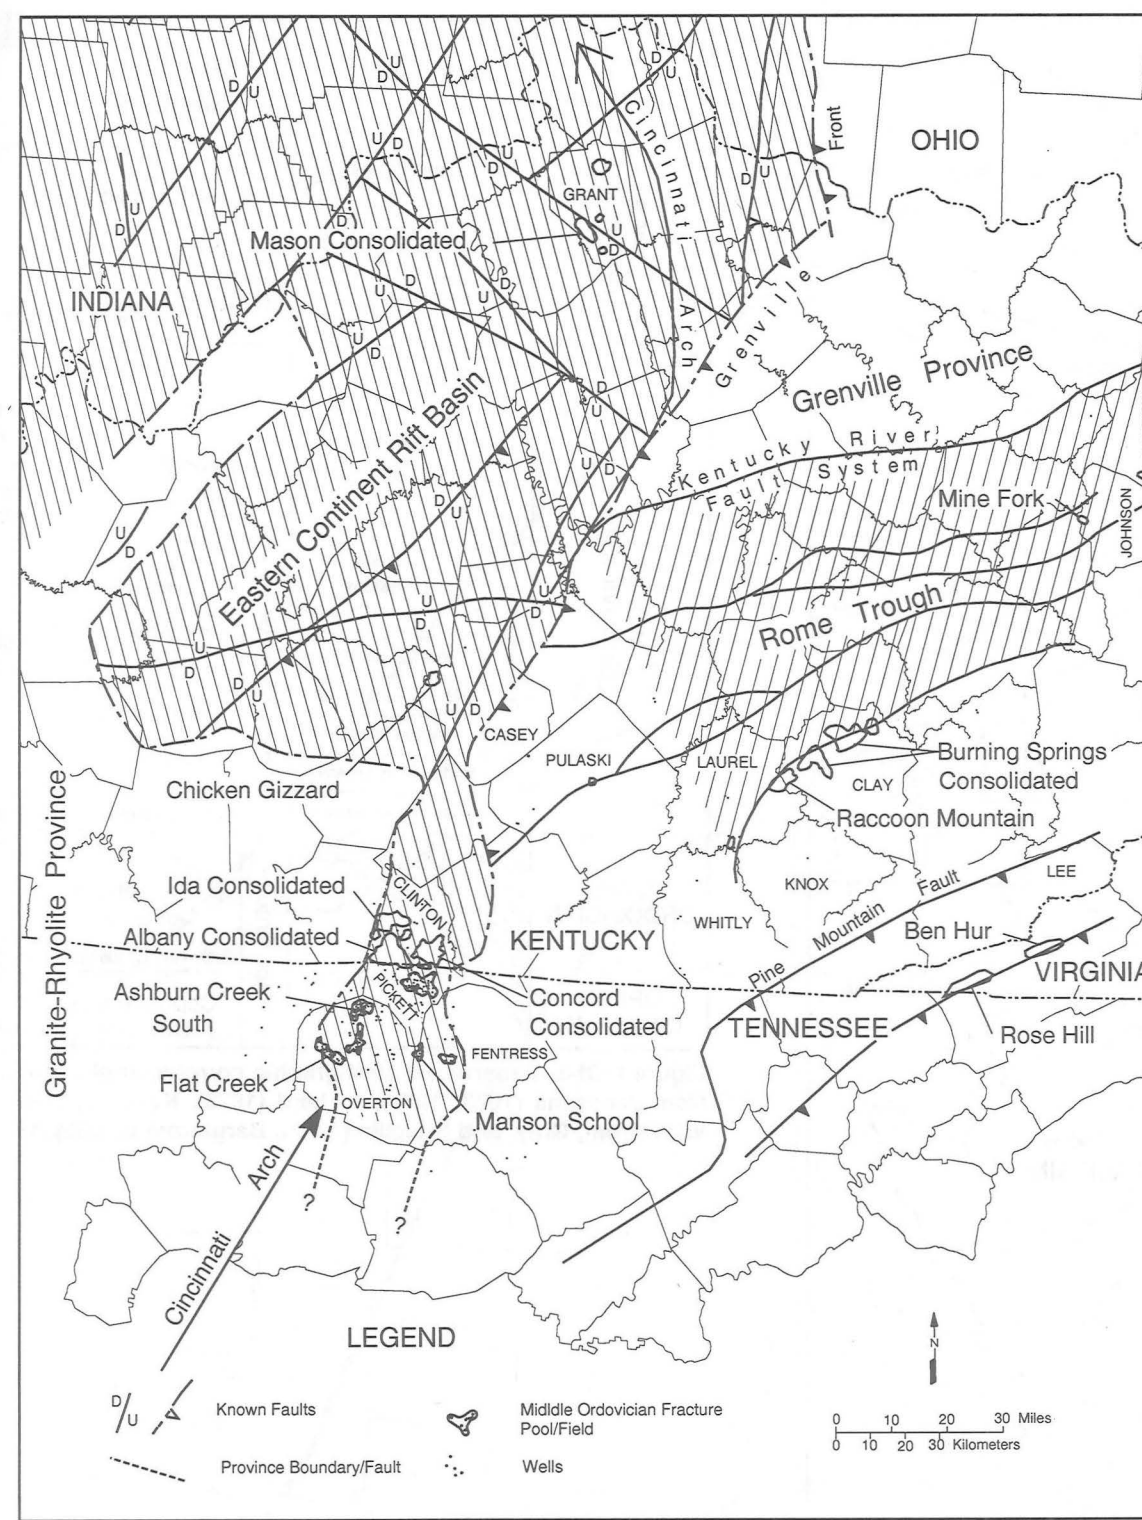 OHIO
Front
Cincinnati Arch
GRANT
Mason Consolidated
INDIANA
Grenville
Grenville Province
Eastern Continent Rift Basin
Kentucky River
Fault System
Mine Fork
JOHNSON
Rome Trough
CASEY
PULASKI
LAUREL
Burning Springs
Consolidated
CLAY
Chicken Gizzard
Raccoon Mountain
Granite-Rhyolite Province
Ida Consolidated
CLINTON
KNOX
LEE
Pine Mountain Fault
WHITLY
Albany Consolidated
KENTUCKY
Ben Hur
VIRGINIA
Ashburn Creek
South
PICKETT
Concord
Consolidated
TENNESSEE
Rose Hill
FENTRESS
Flat Creek
OVERTON
Manson School
Cincinnati Arch
?
?
LEGEND
N
D
U
Known Faults
Midldle Ordovician Fracture
Pool/Field
Province Boundary/Fault
Wells
0 10 20 30 Miles
0 10 20 30 Kilometers